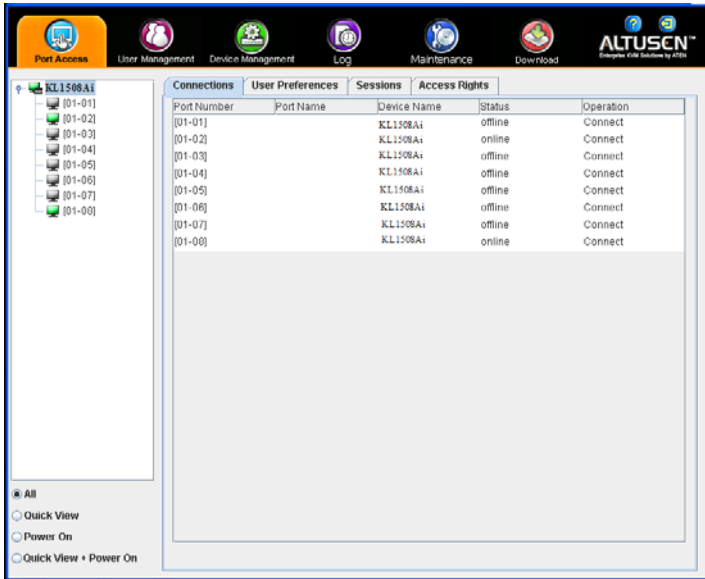 Port Access User Management Device Management Log Maintenance Download
ALTUSEN™
Enterprise KVM Solutions by ATEN
KL1508Ai
[01-01]
[01-02]
[01-03]
[01-04]
[01-05]
[01-06]
[01-07]
[01-08]
All
Quick View
Power On
Quick View + Power On
Connections User Preferences Sessions Access Rights
Port Number Port Name Device Name Status Operation
[01-01] KL1508Ai offline Connect
[01-02] KL1508Ai online Connect
[01-03] KL1508Ai offline Connect
[01-04] KL1508Ai offline Connect
[01-05] KL1508Ai offline Connect
[01-06] KL1508Ai offline Connect
[01-07] KL1508Ai offline Connect
[01-08] KL1508Ai online Connect